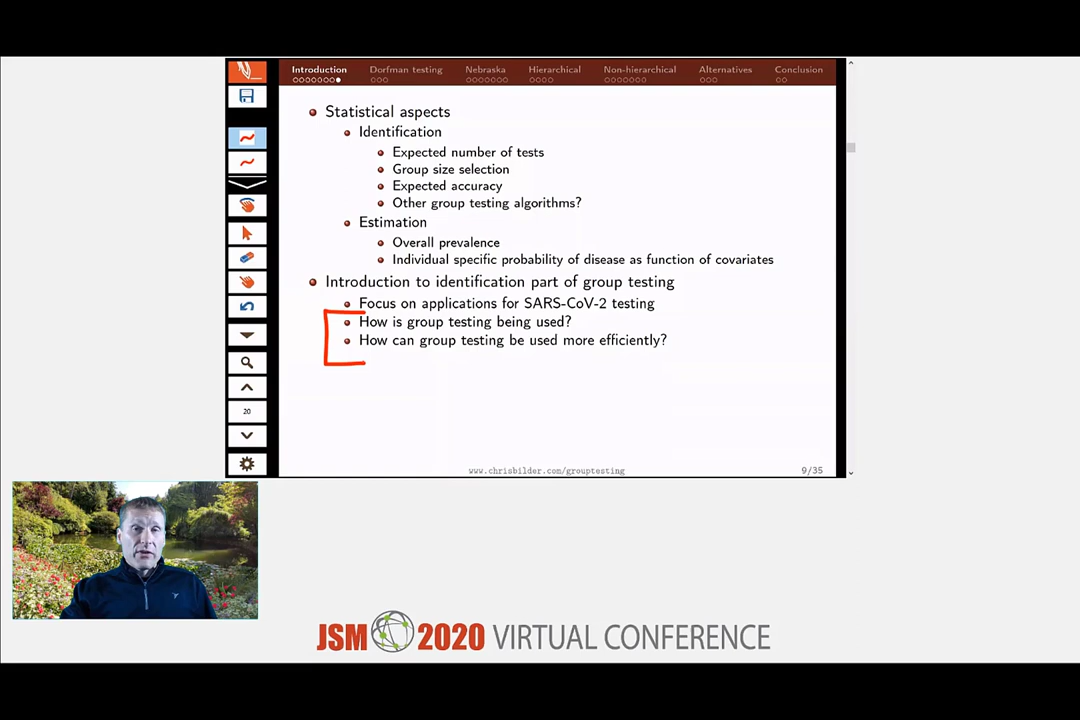 Introduction
Dorfman testing
Nebraska
Hierarchical
Non-hierarchical
Alternatives
Conclusion
Statistical aspects
Identification
Expected number of tests
Group size selection
Expected accuracy
Other group testing algorithms?
Estimation
Overall prevalence
Individual specific probability of disease as function of covariates
Introduction to identification part of group testing
Focus on applications for SARS-CoV-2 testing
How is group testing being used?
How can group testing be used more efficiently?
20
www.chrisbilder.com/grouptesting
9/35
JSM 2020 VIRTUAL CONFERENCE